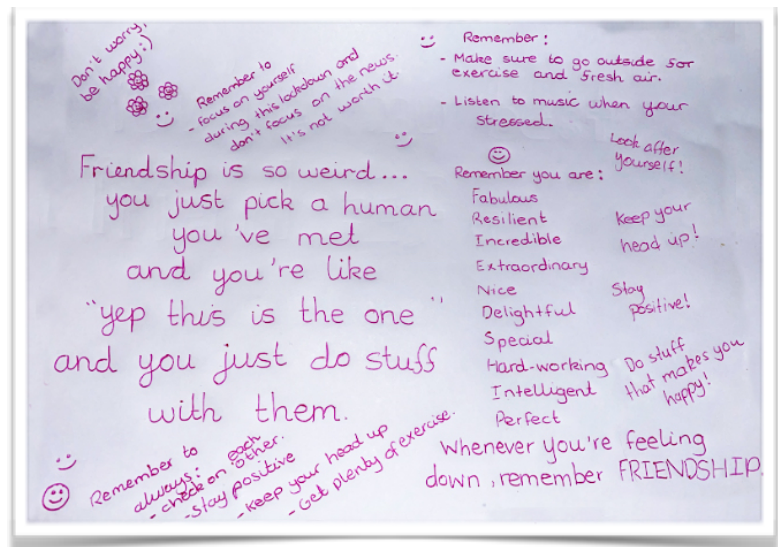 Don't worry,
be happy :)
Remember to
- focus on yourself
during this lockdown and
don't focus on the news.
It's not worth it.
Friendship is so weird...
you just pick a human
you've met
and you're like
"yep this is the one"
and you just do stuff
with them.
Remember to
always:
- check on each
other.
- Stay positive
- keep your head up
- Get plenty of exercise.
Remember:
- Make sure to go outside for
exercise and fresh air.
- Listen to music when your
stressed.
Look after
yourself!
Remember you are:
Fabulous
Resilient
Incredible
Extraordinary
Nice
Delightful
Special
Hard-working
Intelligent
Perfect
Keep your
head up!
Stay
positive!
Do stuff
that makes you
happy!
Whenever you're feeling
down, remember FRIENDSHIP.